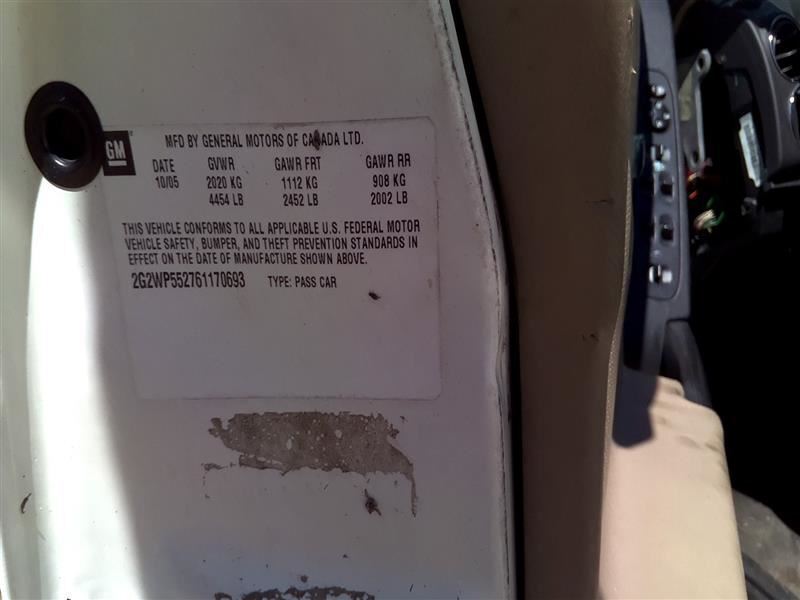 GM
MFD BY GENERAL MOTORS OF CANADA LTD.
DATE GVWR GAWR FRT GAWR RR
10/05 2020 KG 1112 KG 908 KG
4454 LB 2452 LB 2002 LB
THIS VEHICLE CONFORMS TO ALL APPLICABLE U.S. FEDERAL MOTOR
VEHICLE SAFETY, BUMPER, AND THEFT PREVENTION STANDARDS IN
EFFECT ON THE DATE OF MANUFACTURE SHOWN ABOVE.
2G2WP552761170693 TYPE: PASS CAR